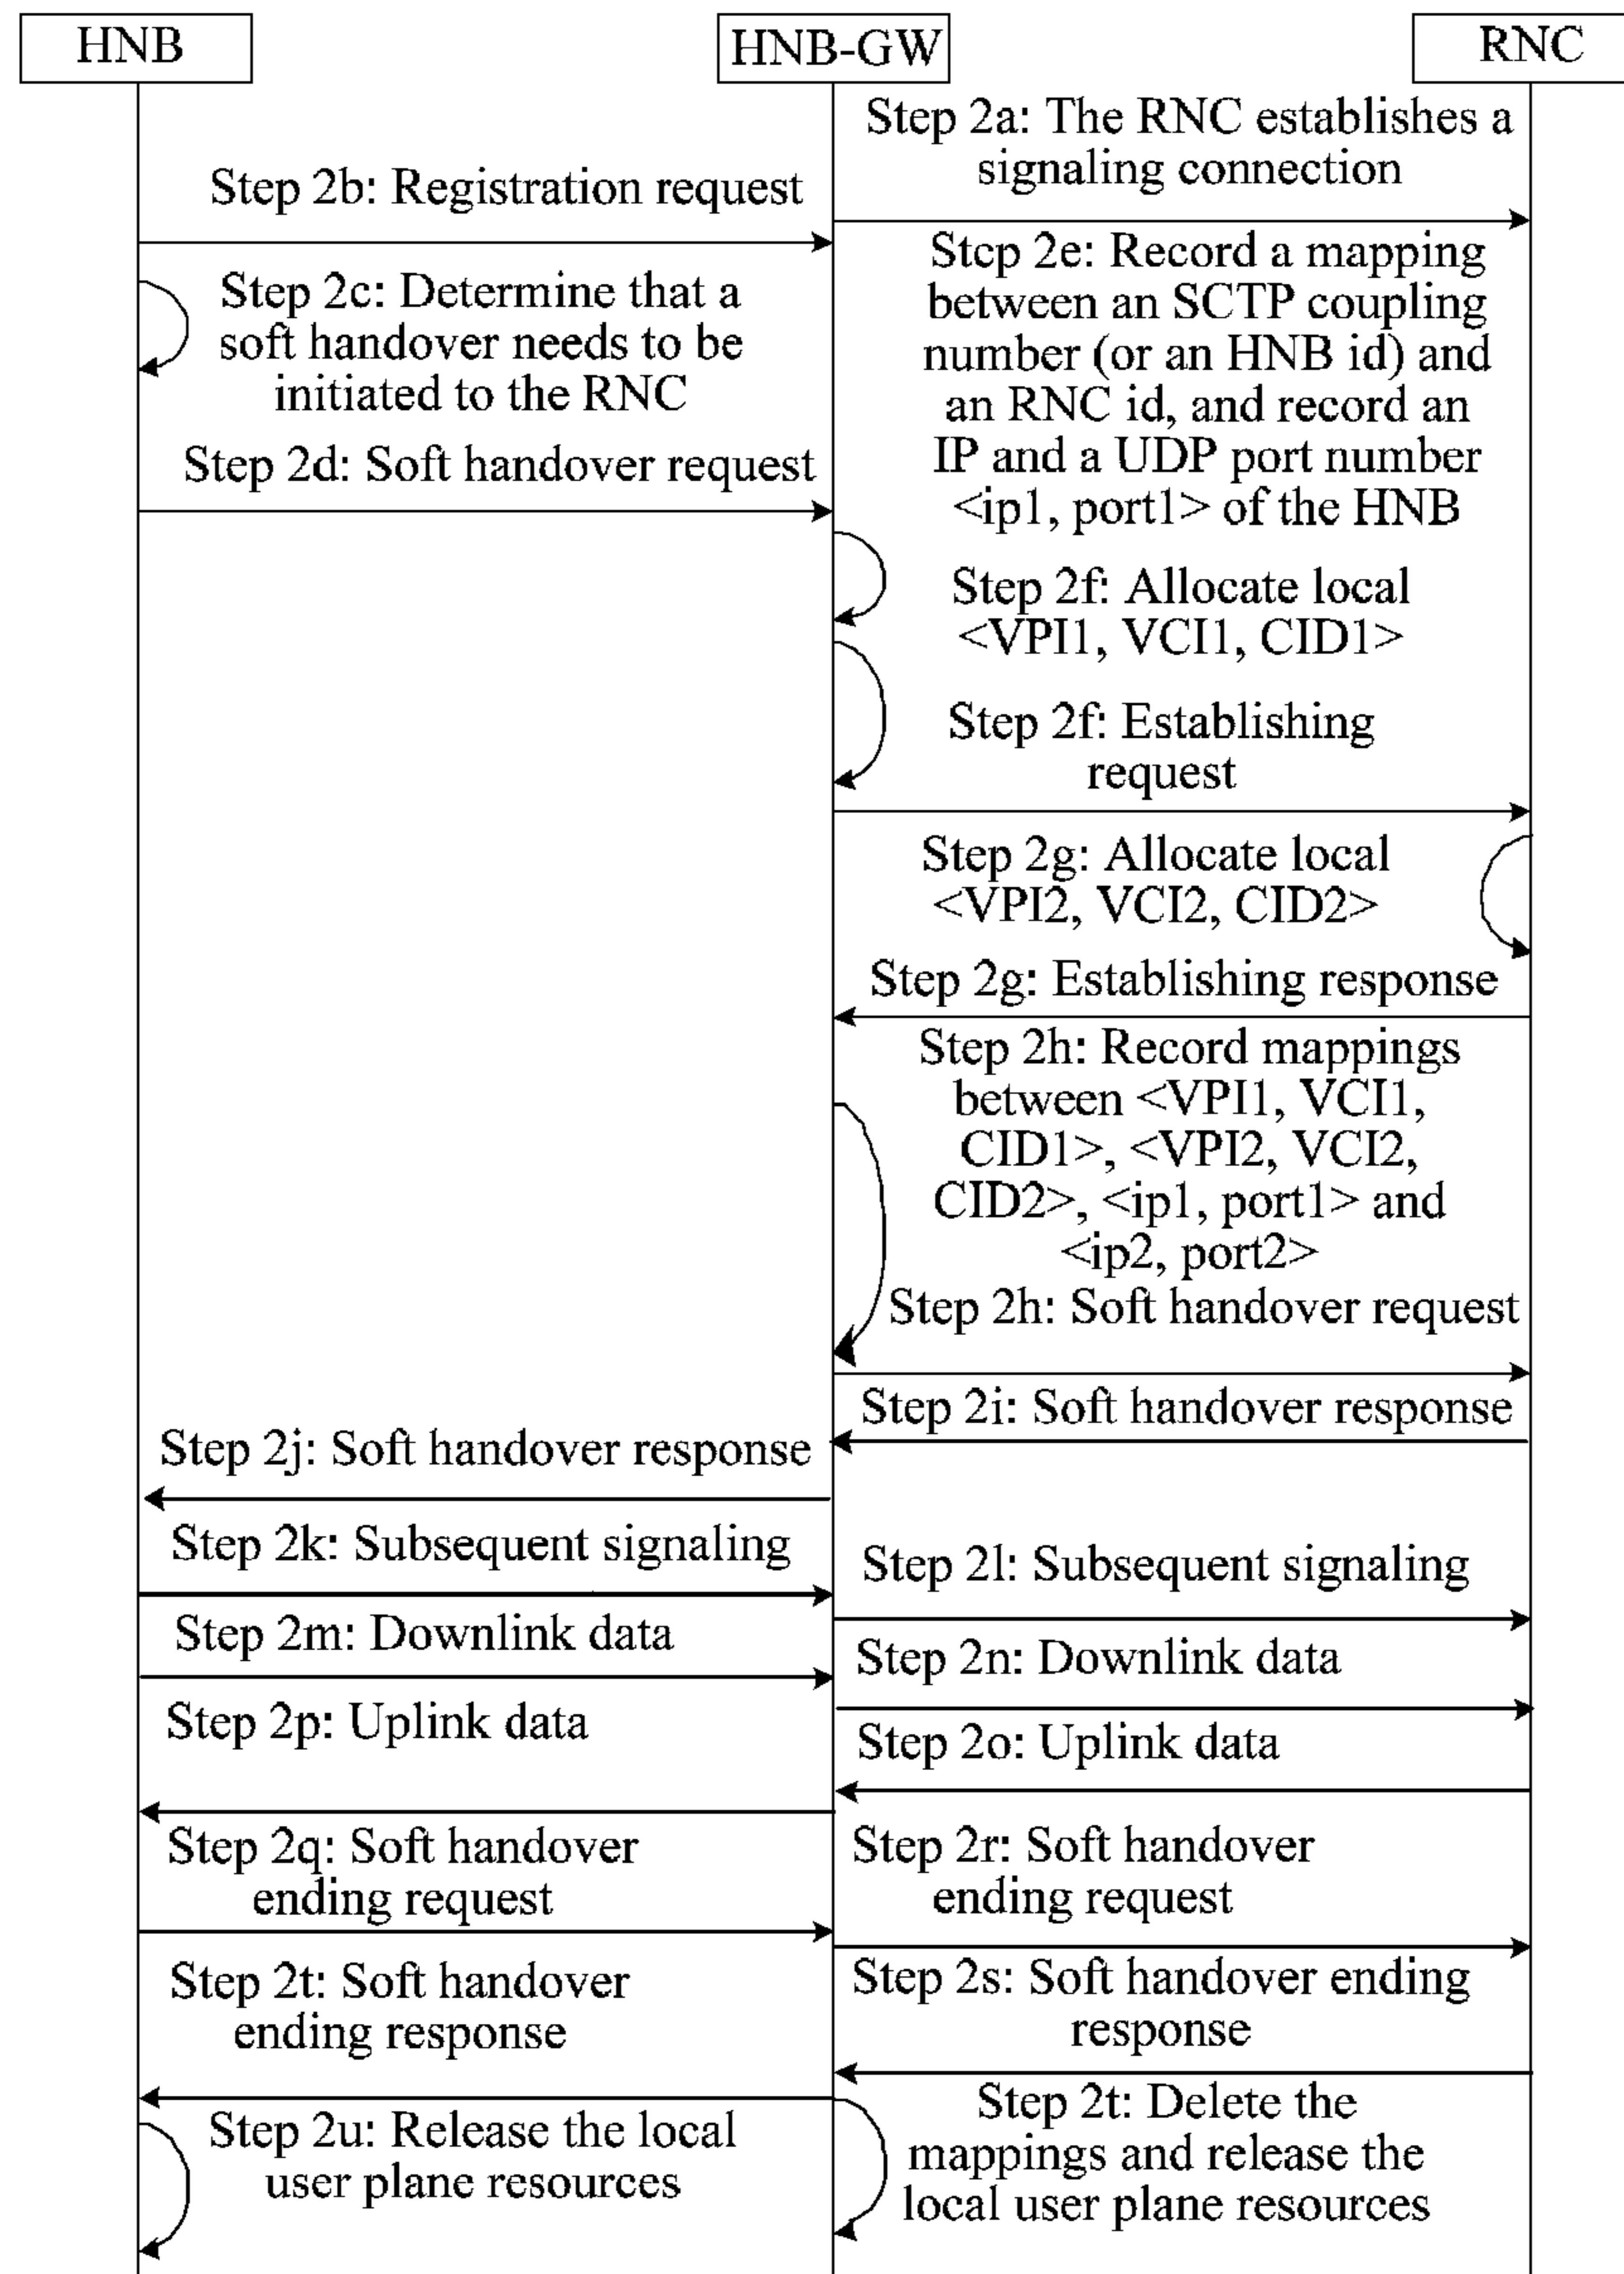 HNB
HNB-GW
RNC
Step 2a: The RNC establishes a
signaling connection
Step 2b: Registration request
Step 2c: Determine that a
soft handover needs to be
initiated to the RNC
Step 2d: Soft handover request
Step 2e: Record a mapping
between an SCTP coupling
number (or an HNB id) and
an RNC id, and record an
IP and a UDP port number
<ip1, port1> of the HNB
Step 2f: Allocate local
<VPI1, VCI1, CID1>
Step 2f: Establishing
request
Step 2g: Allocate local
<VPI2, VCI2, CID2>
Step 2g: Establishing response
Step 2h: Record mappings
between <VPI1, VCI1,
CID1>, <VPI2, VCI2,
CID2>, <ip1, port1> and
<ip2, port2>
Step 2h: Soft handover request
Step 2i: Soft handover response
Step 2j: Soft handover response
Step 2k: Subsequent signaling
Step 2l: Subsequent signaling
Step 2m: Downlink data
Step 2n: Downlink data
Step 2p: Uplink data
Step 2o: Uplink data
Step 2q: Soft handover
ending request
Step 2r: Soft handover
ending request
Step 2t: Soft handover
ending response
Step 2s: Soft handover ending
response
Step 2u: Release the local
user plane resources
Step 2t: Delete the
mappings and release the
local user plane resources